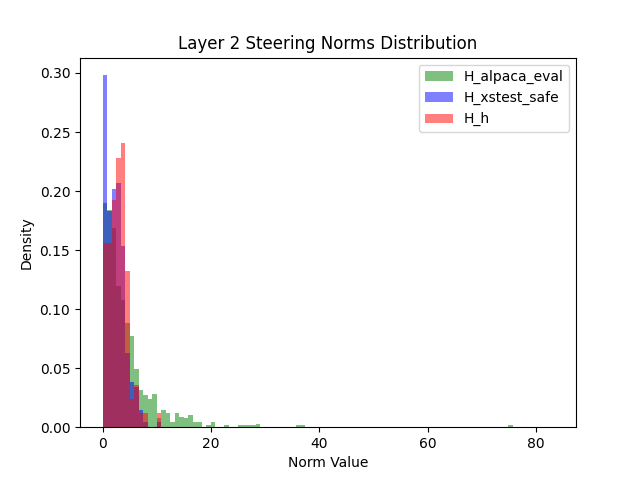 Layer 2 Steering Norms Distribution
H_alpaca_eval
H_xstest_safe
H_h
Density
0.30
0.25
0.20
0.15
0.10
0.05
0.00
0 20 40 60 80
Norm Value